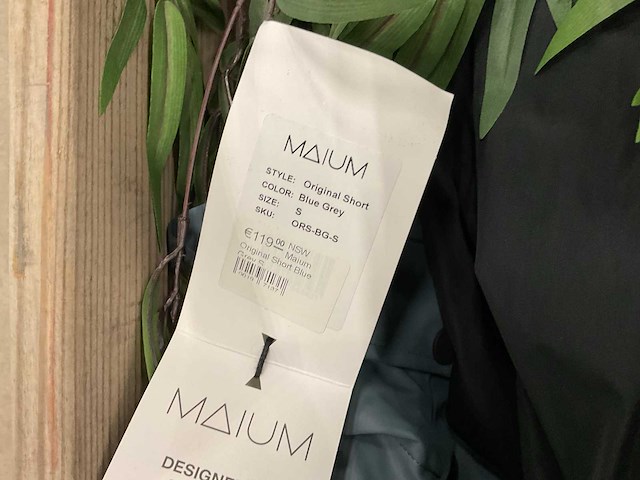 MAIUM
STYLE: Original Short
COLOR: Blue Grey
SIZE: S
SKU: ORS-BG-S
€119.00 NSW
Maium
Original Short Blue
Grey S
MAIUM
DESIGNE